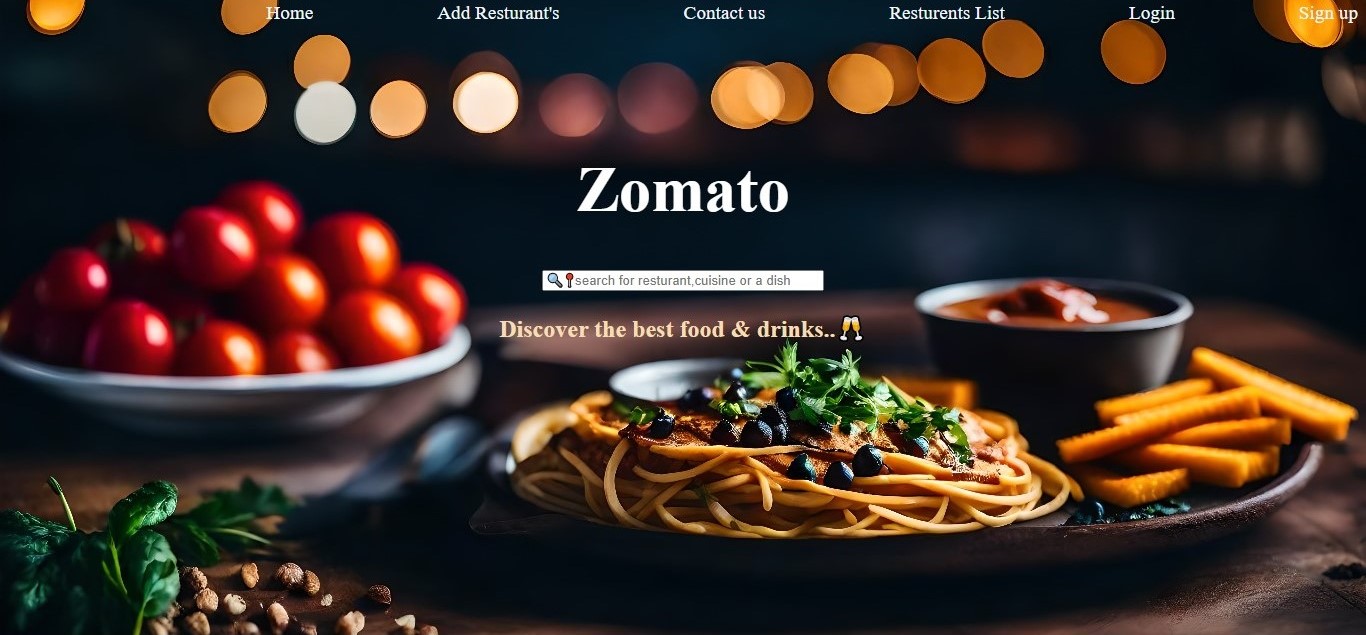 Home Add Resturant's Contact us Resturents List Login Sign up
Zomato
🔍📍search for resturant,cuisine or a dish
Discover the best food & drinks..🥂